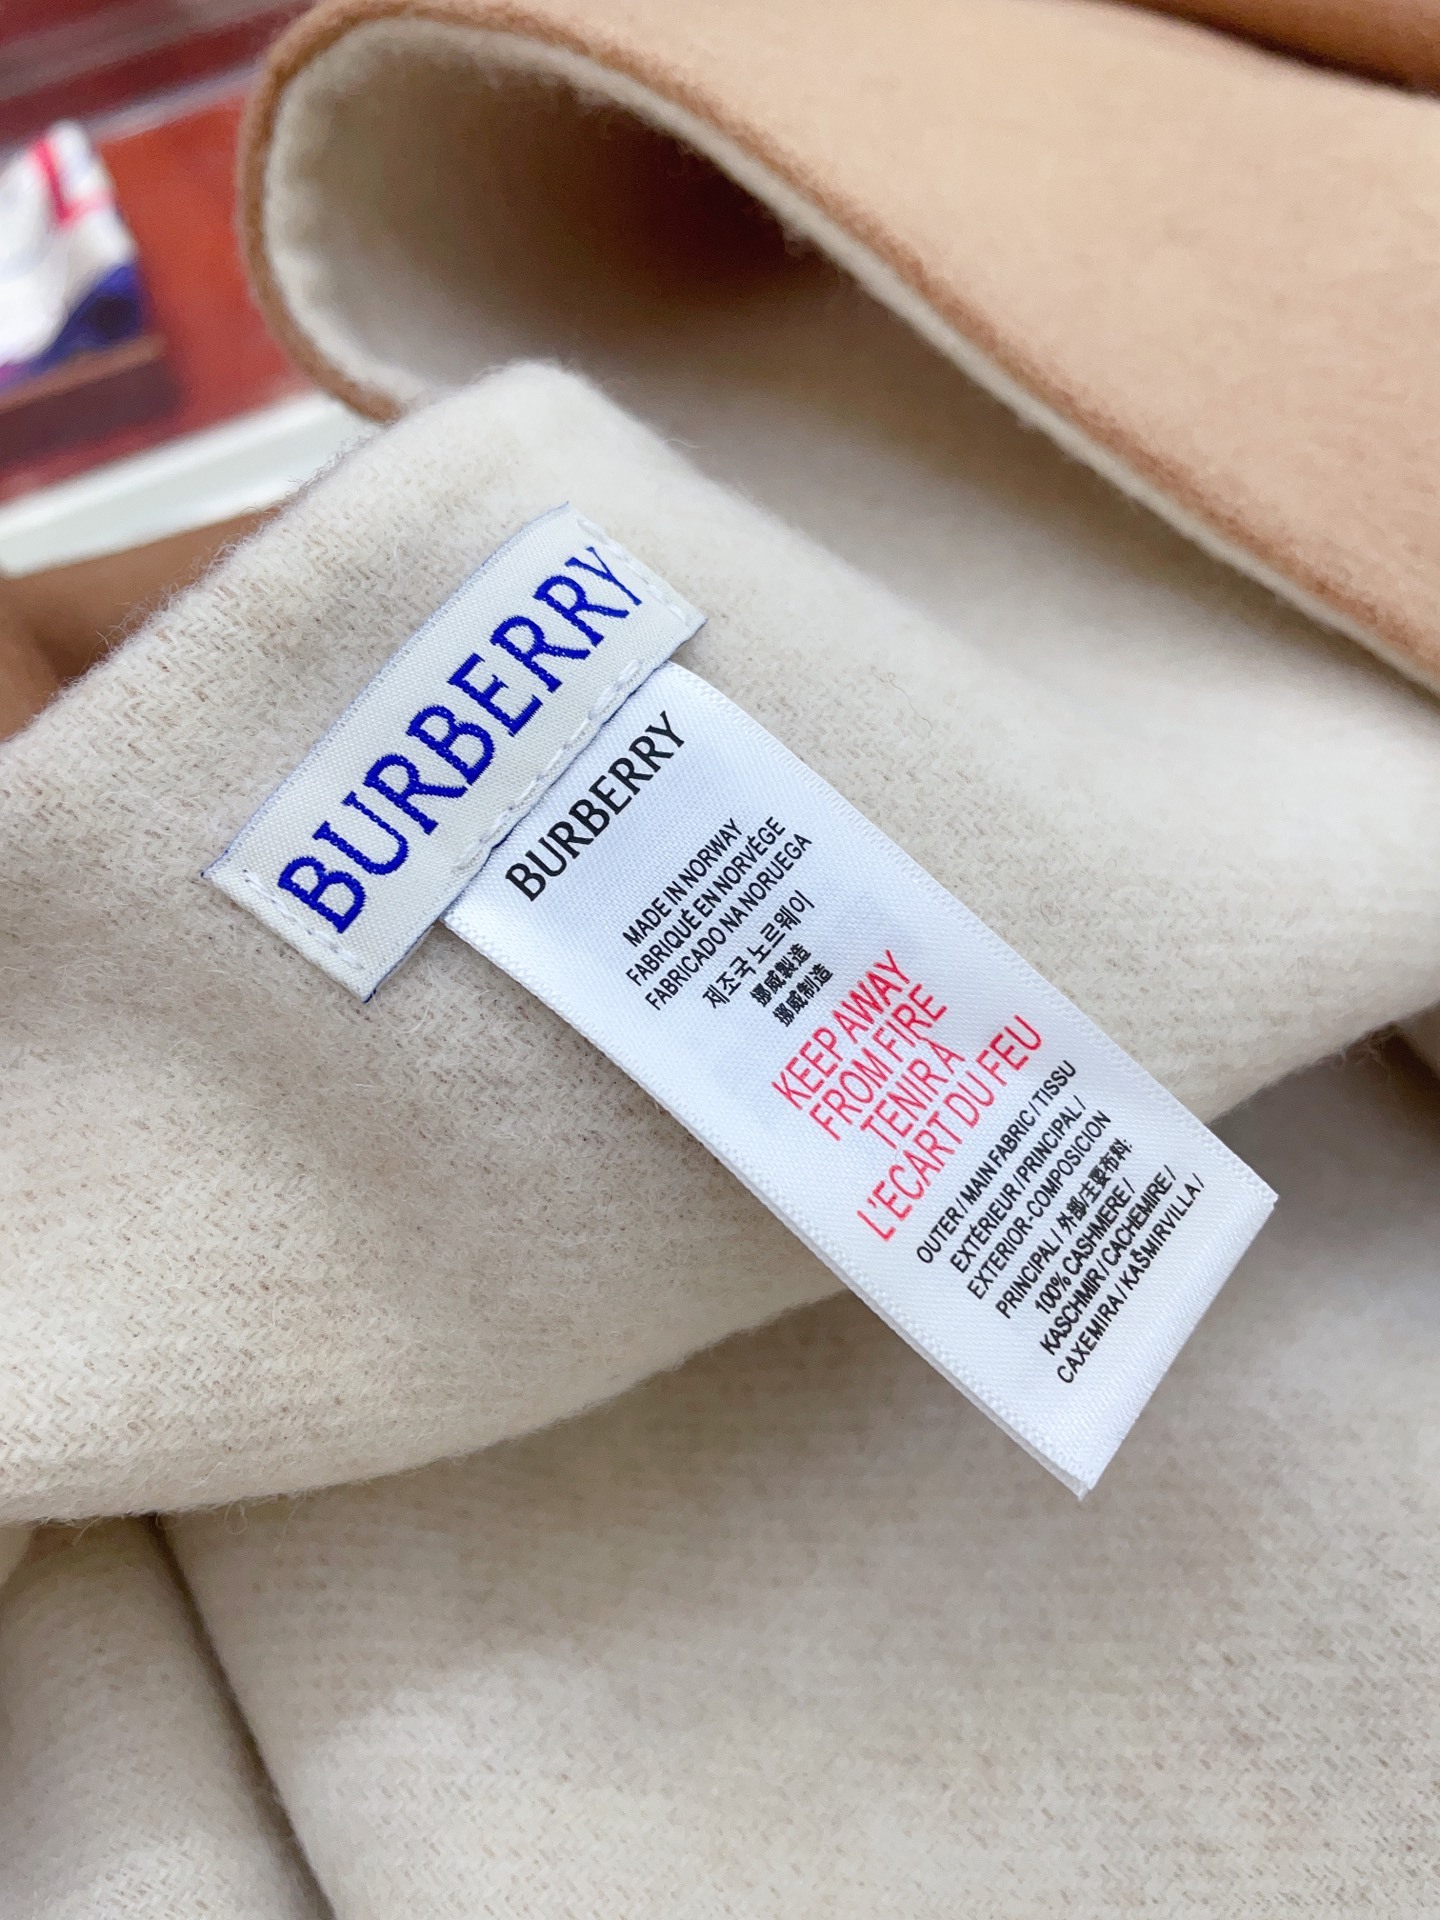 BURBERRY
BURBERRY
MADE IN NORWAY
FABRIQUÉ EN NORVÉGE
FABRICADO NA NORUEGA
제조국 노르웨이
挪威製造
挪威制造
KEEP AWAY
FROM FIRE
TENIR À
L'ECART DU FEU
OUTER / MAIN FABRIC / TISSU
EXTÉRIEUR / PRINCIPAL /
EXTERIOR-COMPOSICION
PRINCIPAL / 外部/主要布料:
100% CASHMERE /
KASCHMIR / CACHEMIRE /
CAXEMIRA / KAŠMIRVILLA /